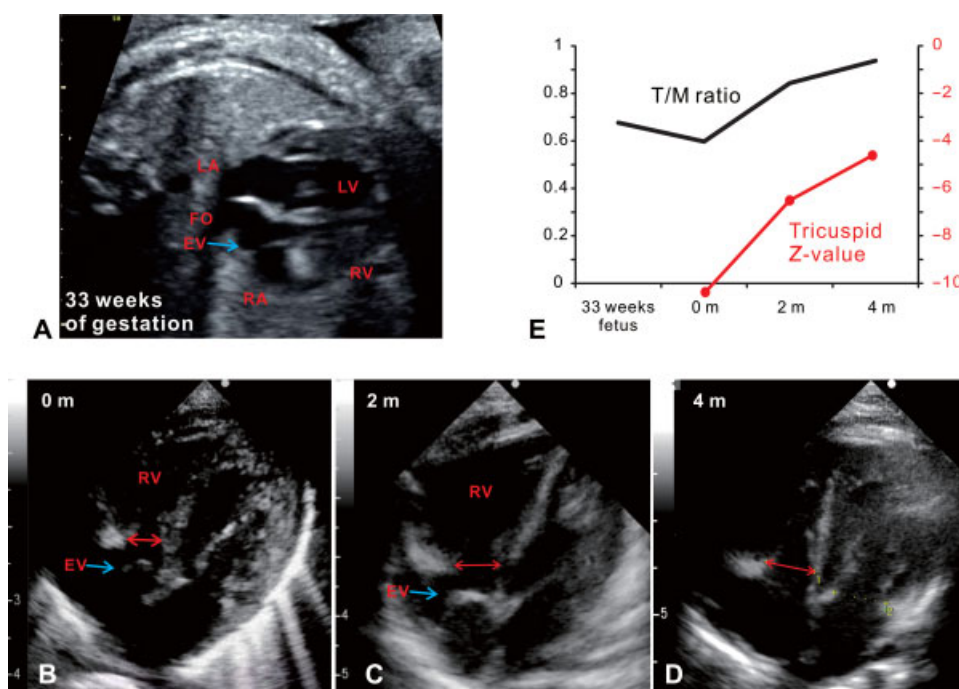 LA
LV
FO
EV
RV
RA
33 weeks
of gestation
A
1
0.8
0.6
0.4
0.2
0
T/M ratio
Tricuspid
Z-value
0
−2
−4
−6
−8
−10
33 weeks
fetus
0 m
2 m
4 m
E
0 m
RV
EV
3
4
B
2 m
RV
EV
4
5
C
4 m
5
D